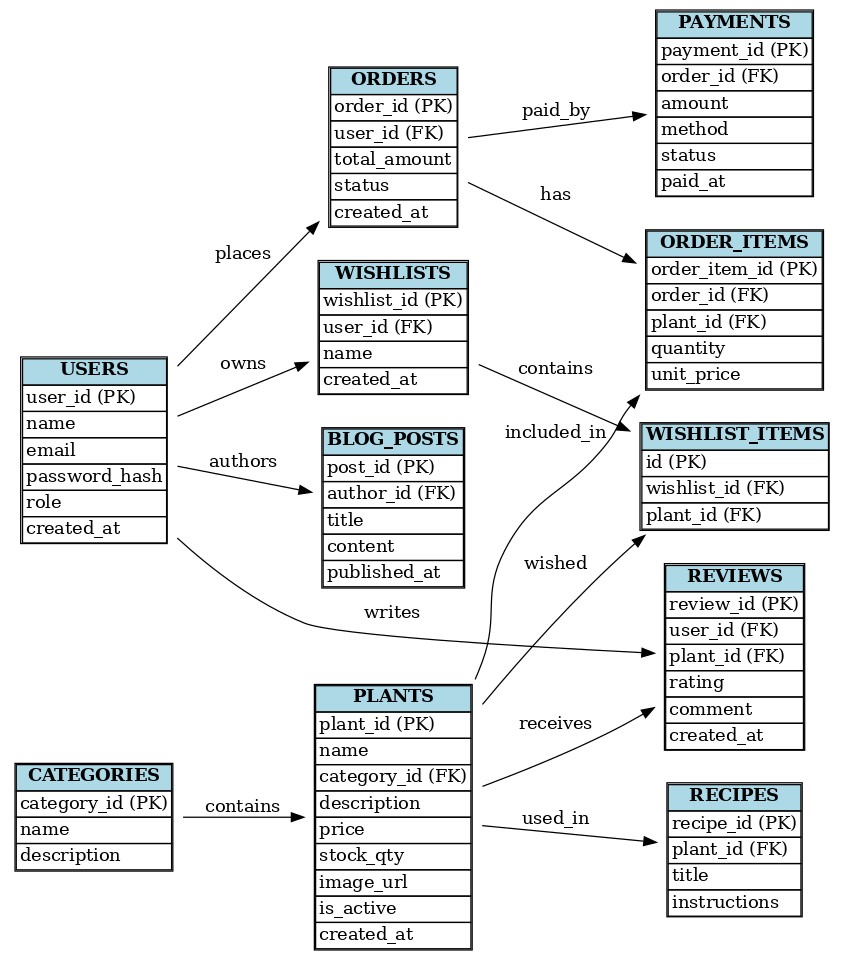 USERS
user_id (PK)
name
email
password_hash
role
created_at
CATEGORIES
category_id (PK)
name
description
places
owns
authors
writes
contains
ORDERS
order_id (PK)
user_id (FK)
total_amount
status
created_at
WISHLISTS
wishlist_id (PK)
user_id (FK)
name
created_at
BLOG_POSTS
post_id (PK)
author_id (FK)
title
content
published_at
PLANTS
plant_id (PK)
name
category_id (FK)
description
price
stock_qty
image_url
is_active
created_at
paid_by
has
contains
included_in
wished
receives
used_in
PAYMENTS
payment_id (PK)
order_id (FK)
amount
method
status
paid_at
ORDER_ITEMS
order_item_id (PK)
order_id (FK)
plant_id (FK)
quantity
unit_price
WISHLIST_ITEMS
id (PK)
wishlist_id (FK)
plant_id (FK)
REVIEWS
review_id (PK)
user_id (FK)
plant_id (FK)
rating
comment
created_at
RECIPES
recipe_id (PK)
plant_id (FK)
title
instructions